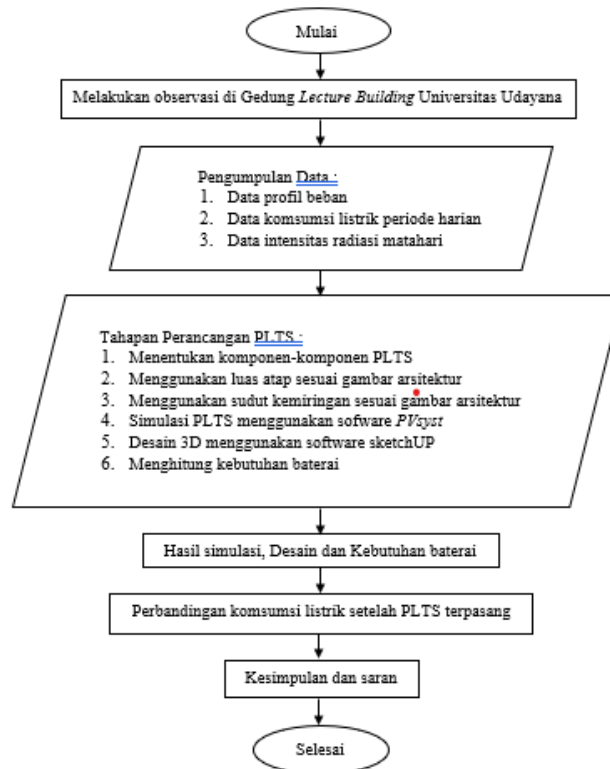 Mulai
Melakukan observasi di Gedung Lecture Building Universitas Udayana
Pengumpulan Data :
1. Data profil beban
2. Data komsumsi listrik periode harian
3. Data intensitas radiasi matahari
Tahapan Perancangan PLTS :
1. Menentukan komponen-komponen PLTS
2. Menggunakan luas atap sesuai gambar arsitektur
3. Menggunakan sudut kemiringan sesuai gambar arsitektur
4. Simulasi PLTS menggunakan sofware PVsyst
5. Desain 3D menggunakan software sketchUP
6. Menghitung kebutuhan baterai
Hasil simulasi, Desain dan Kebutuhan baterai
Perbandingan komsumsi listrik setelah PLTS terpasang
Kesimpulan dan saran
Selesai